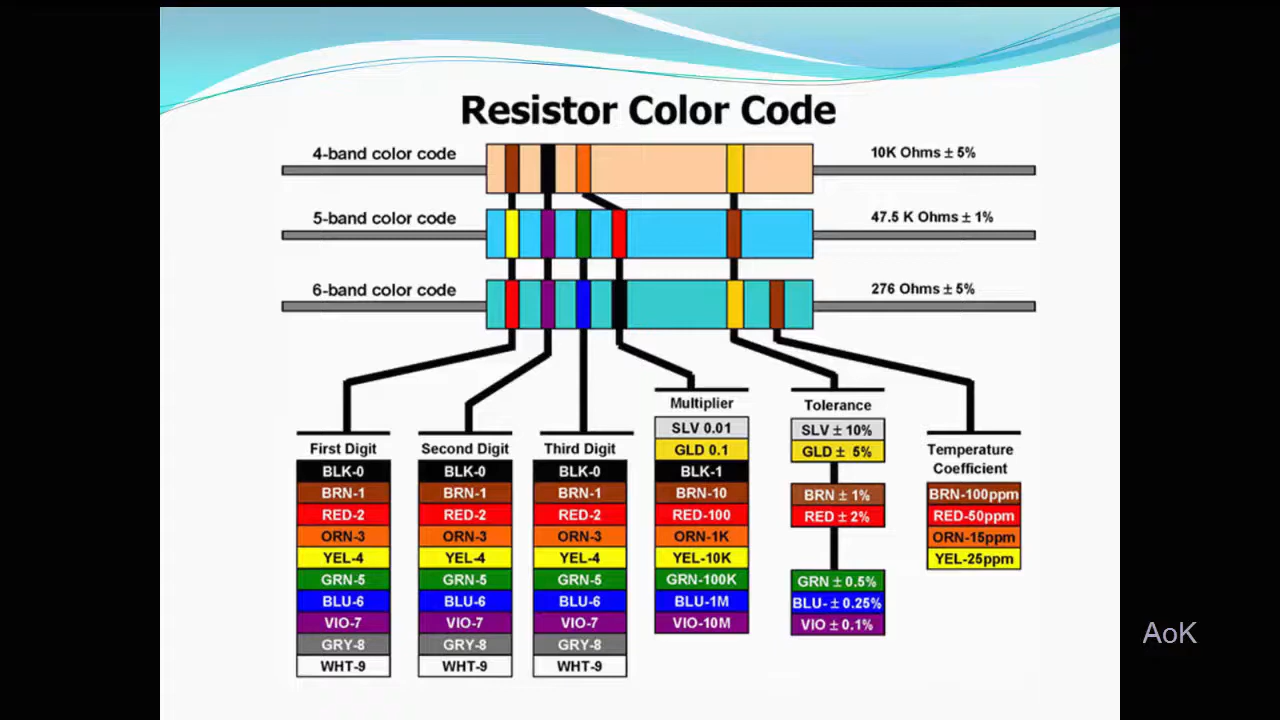 Resistor Color Code
4-band color code
10K Ohms ± 5%
5-band color code
47.5 K Ohms ± 1%
6-band color code
276 Ohms ± 5%
First Digit
BLK-0
BRN-1
RED-2
ORN-3
YEL-4
GRN-5
BLU-6
VIO-7
GRY-8
WHT-9
Second Digit
BLK-0
BRN-1
RED-2
ORN-3
YEL-4
GRN-5
BLU-6
VIO-7
GRY-8
WHT-9
Third Digit
BLK-0
BRN-1
RED-2
ORN-3
YEL-4
GRN-5
BLU-6
VIO-7
GRY-8
WHT-9
Multiplier
SLV 0.01
GLD 0.1
BLK-1
BRN-10
RED-100
ORN-1K
YEL-10K
GRN-100K
BLU-1M
VIO-10M
Tolerance
SLV ± 10%
GLD ± 5%
BRN ± 1%
RED ± 2%
GRN ± 0.5%
BLU- ± 0.25%
VIO ± 0.1%
Temperature
Coefficient
BRN-100ppm
RED-50ppm
ORN-15ppm
YEL-25ppm
AoK